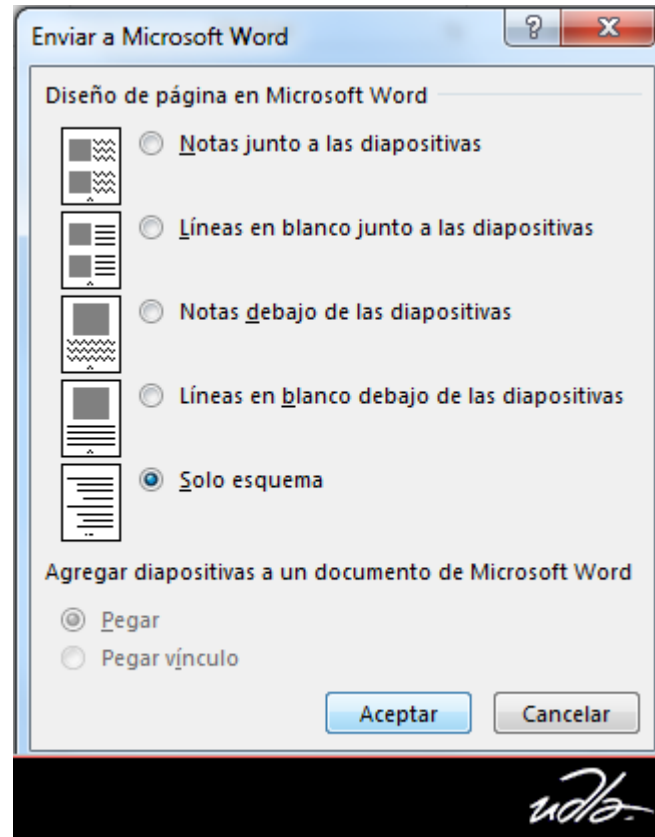 Enviar a Microsoft Word
Diseño de página en Microsoft Word
Notas junto a las diapositivas
Líneas en blanco junto a las diapositivas
Notas debajo de las diapositivas
Líneas en blanco debajo de las diapositivas
Solo esquema
Agregar diapositivas a un documento de Microsoft Word
Pegar
Pegar vínculo
Aceptar
Cancelar
udla-